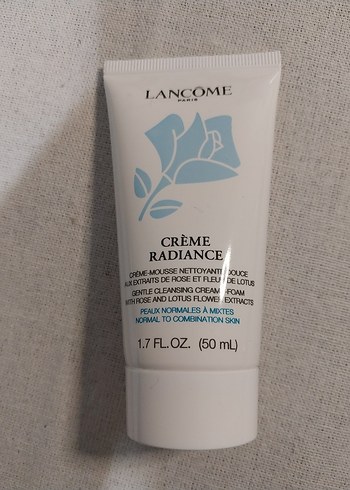 LANCÔME
PARIS
CRÈME
RADIANCE
CRÈME-MOUSSE NETTOYANTE DOUCE
AUX EXTRAITS DE ROSE ET FLEUR DE LOTUS
GENTLE CLEANSING CREAMY-FOAM
WITH ROSE AND LOTUS FLOWER EXTRACTS
PEAUX NORMALES À MIXTES
NORMAL TO COMBINATION SKIN
1.7 FL.OZ. (50 mL)